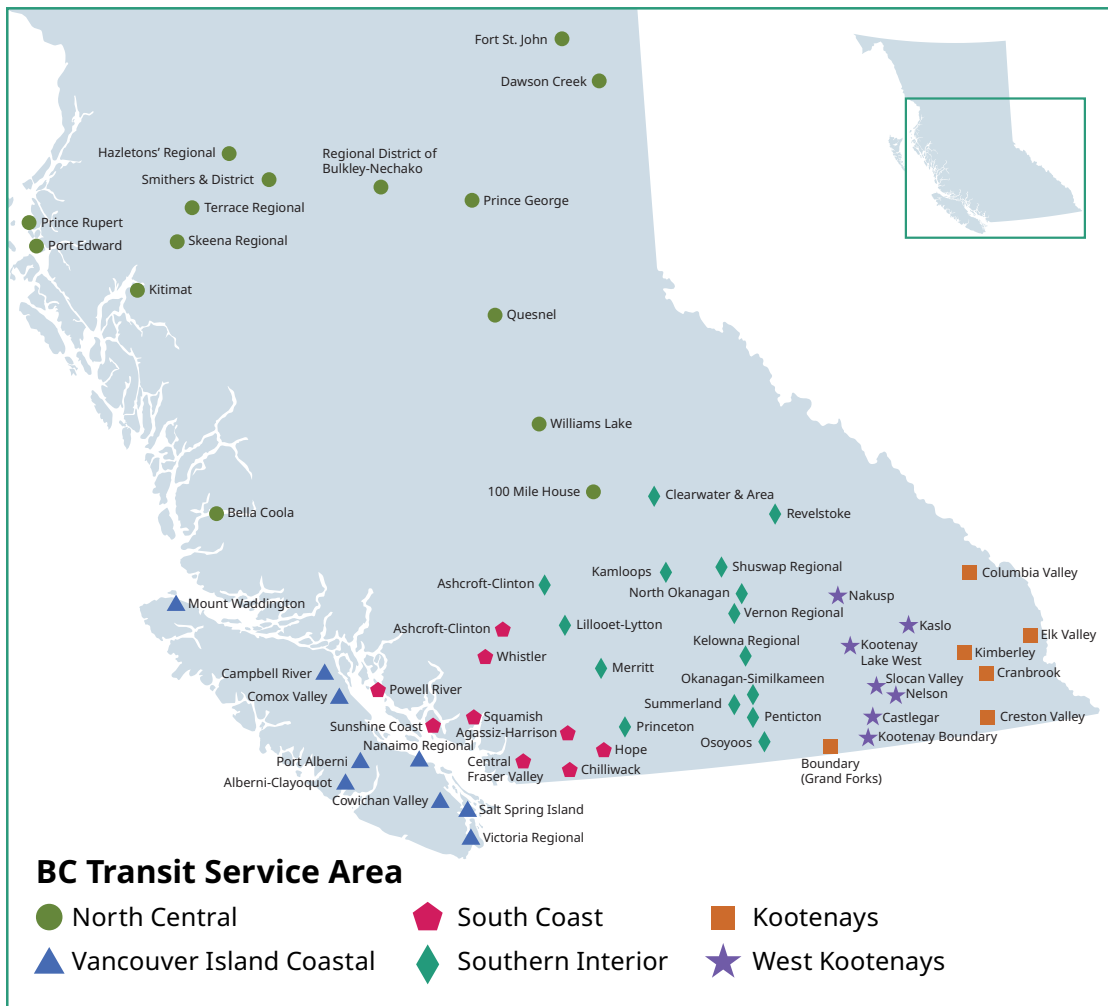 Fort St. John
Dawson Creek
Hazletons’ Regional
Regional District of
Bulkley-Nechako
Smithers & District
Terrace Regional
Prince George
Prince Rupert
Port Edward
Skeena Regional
Kitimat
Quesnel
Williams Lake
100 Mile House
Clearwater & Area
Bella Coola
Revelstoke
Shuswap Regional
Kamloops
Columbia Valley
Ashcroft-Clinton
North Okanagan
Nakusp
Mount Waddington
Vernon Regional
Lillooet-Lytton
Kaslo
Ashcroft-Clinton
Elk Valley
Kelowna Regional
Kootenay
Lake West
Kimberley
Whistler
Merritt
Campbell River
Cranbrook
Okanagan-Similkameen
Slocan Valley
Powell River
Comox Valley
Nelson
Summerland
Squamish
Penticton
Castlegar
Creston Valley
Sunshine Coast
Agassiz-Harrison
Princeton
Kootenay Boundary
Osoyoos
Nanaimo Regional
Hope
Port Alberni
Central
Fraser Valley
Chilliwack
Boundary
(Grand Forks)
Alberni-Clayoquot
Cowichan Valley
Salt Spring Island
Victoria Regional
BC Transit Service Area
North Central
South Coast
Kootenays
Vancouver Island Coastal
Southern Interior
West Kootenays